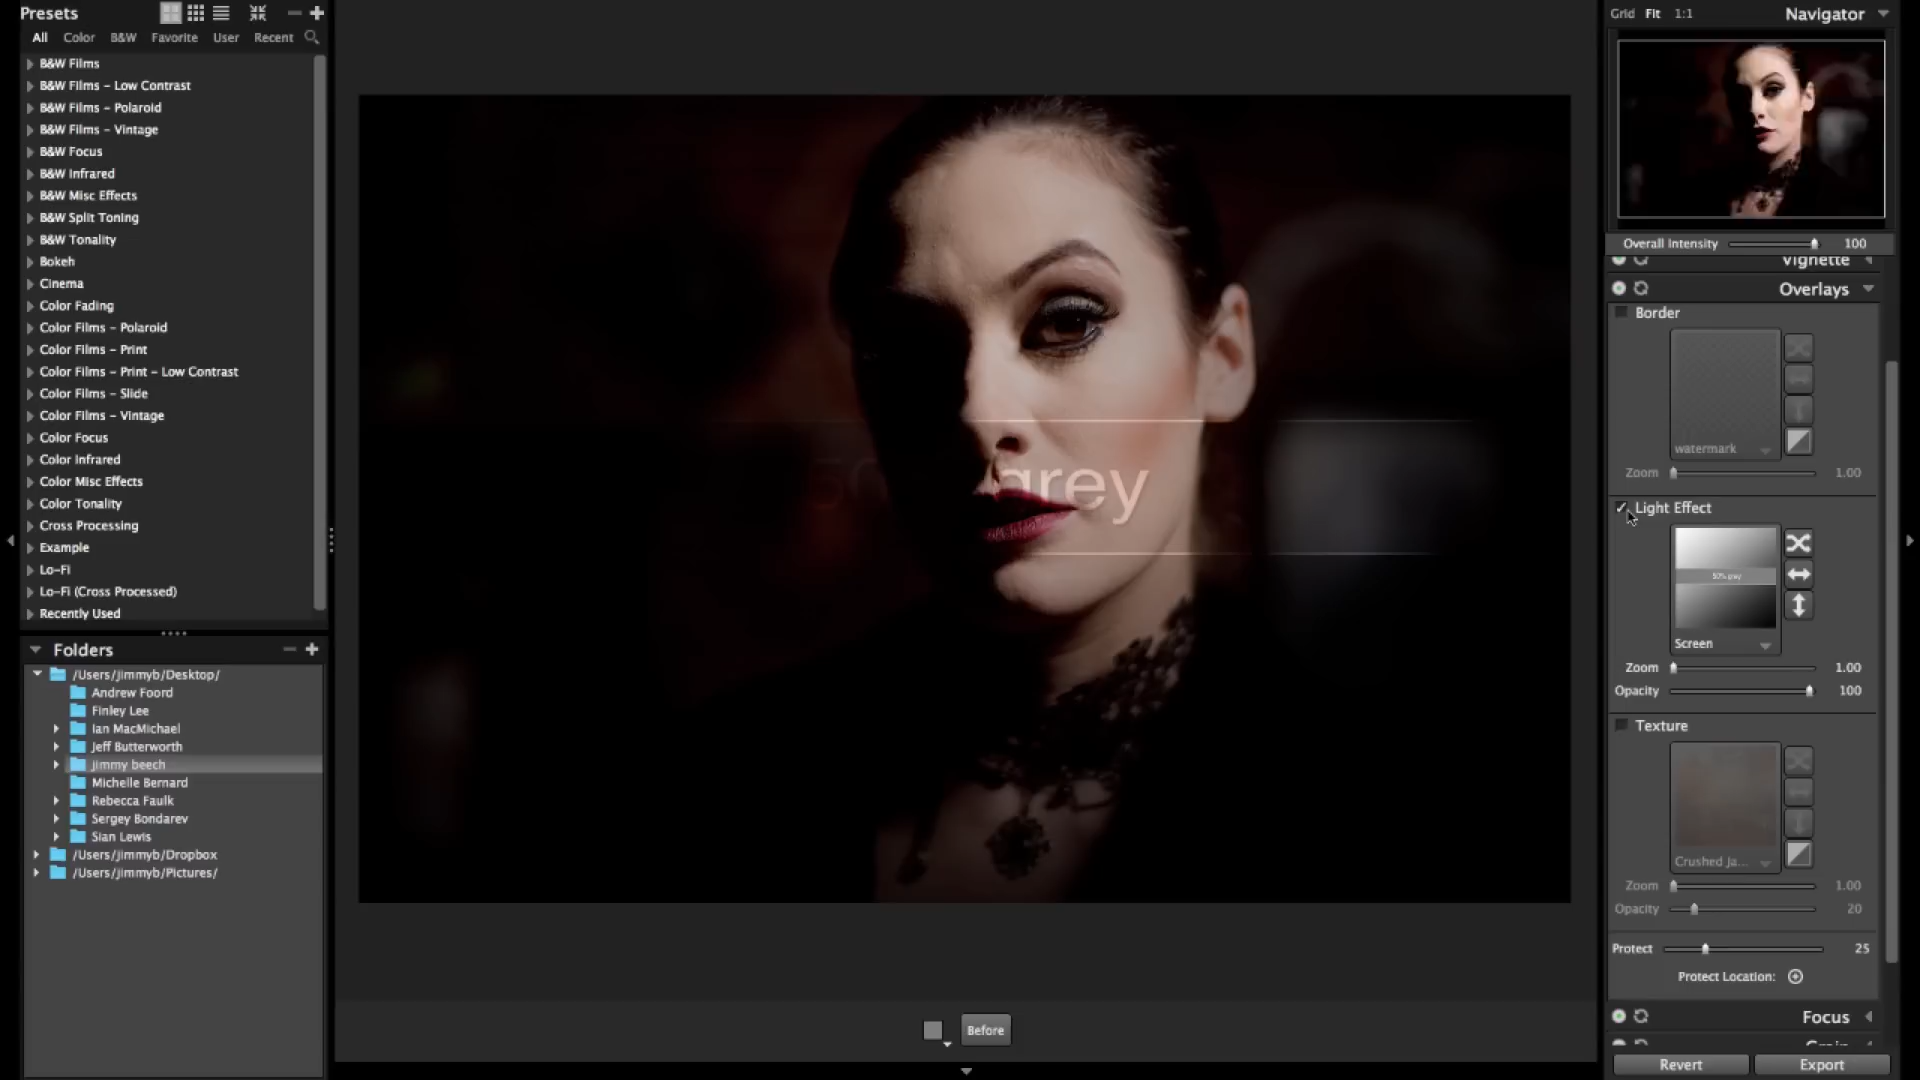 Presets
All Color B&W Favorite User Recent
B&W Films
B&W Films - Low Contrast
B&W Films - Polaroid
B&W Films - Vintage
B&W Focus
B&W Infrared
B&W Misc Effects
B&W Split Toning
B&W Tonality
Bokeh
Cinema
Color Fading
Color Films - Polaroid
Color Films - Print
Color Films - Print - Low Contrast
Color Films - Slide
Color Films - Vintage
Color Focus
Color Infrared
Color Misc Effects
Color Tonality
Cross Processing
Example
Lo-Fi
Lo-Fi (Cross Processed)
Recently Used
Folders
/Users/jimmyb/Desktop/
Andrew Foord
Finley Lee
Ian MacMichael
Jeff Butterworth
jimmy beech
Michelle Bernard
Rebecca Faulk
Sergey Bondarev
Sian Lewis
/Users/jimmyb/Dropbox
/Users/jimmyb/Pictures/
grey
Before
Grid Fit 1:1 Navigator
Overall Intensity 100
Vignette
Overlays
Border
watermark
Zoom 1.00
Light Effect
50% grey
Screen
Zoom 1.00
Opacity 100
Texture
Crushed Ja...
Zoom 1.00
Opacity 20
Protect 25
Protect Location:
Focus
Grain
Revert Export